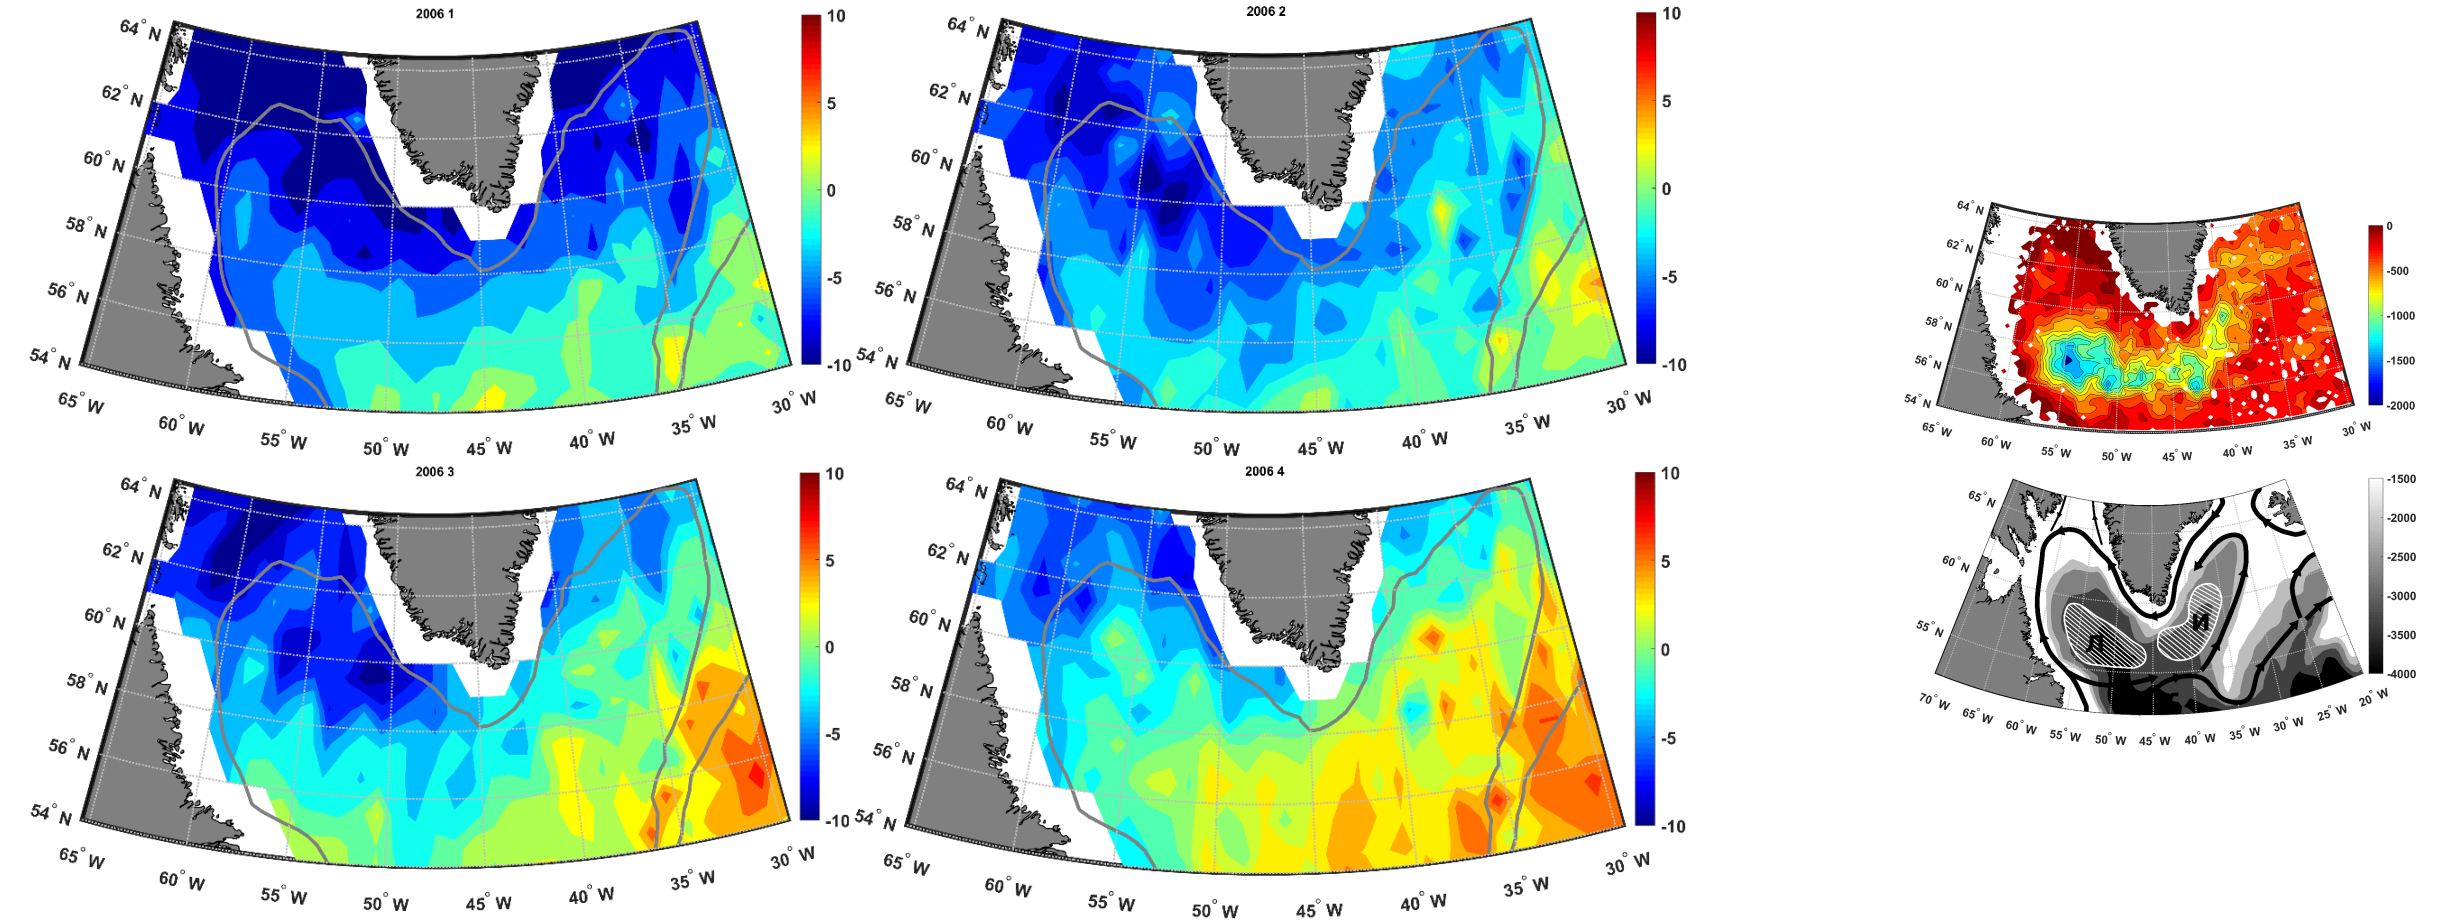 2006 1
64° N
62° N
60° N
58° N
56° N
54° N
65° W
60° W
55° W
50° W
45° W
40° W
35° W
30° W
10
5
0
-5
-10
2006 2
64° N
62° N
60° N
58° N
56° N
54° N
65° W
60° W
55° W
50° W
45° W
40° W
35° W
30° W
10
5
0
-5
-10
64° N
62° N
60° N
58° N
56° N
54° N
65° W
60° W
55° W
50° W
45° W
40° W
35° W
30° W
0
-500
-1000
-1500
-2000
2006 3
64° N
62° N
60° N
58° N
56° N
54° N
65° W
60° W
55° W
50° W
45° W
40° W
35° W
30° W
10
5
0
-5
-10
2006 4
64° N
62° N
60° N
58° N
56° N
54° N
65° W
60° W
55° W
50° W
45° W
40° W
35° W
30° W
10
5
0
-5
-10
65° N
60° N
55° N
Л
И
70° W
65° W
60° W
55° W
50° W
45° W
40° W
35° W
30° W
25° W
20° W
-1500
-2000
-2500
-3000
-3500
-4000